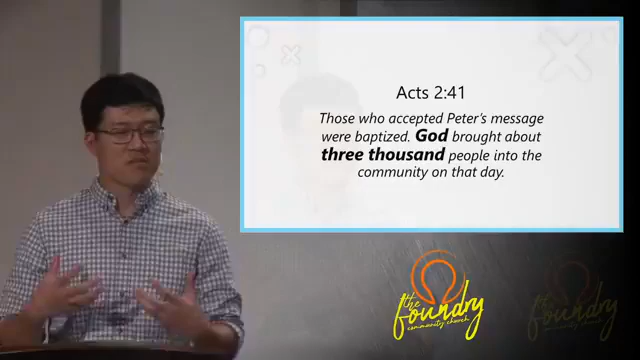 Acts 2:41
Those who accepted Peter's message
were baptized. God brought about
three thousand people into the
community on that day.
the
foundry
community church